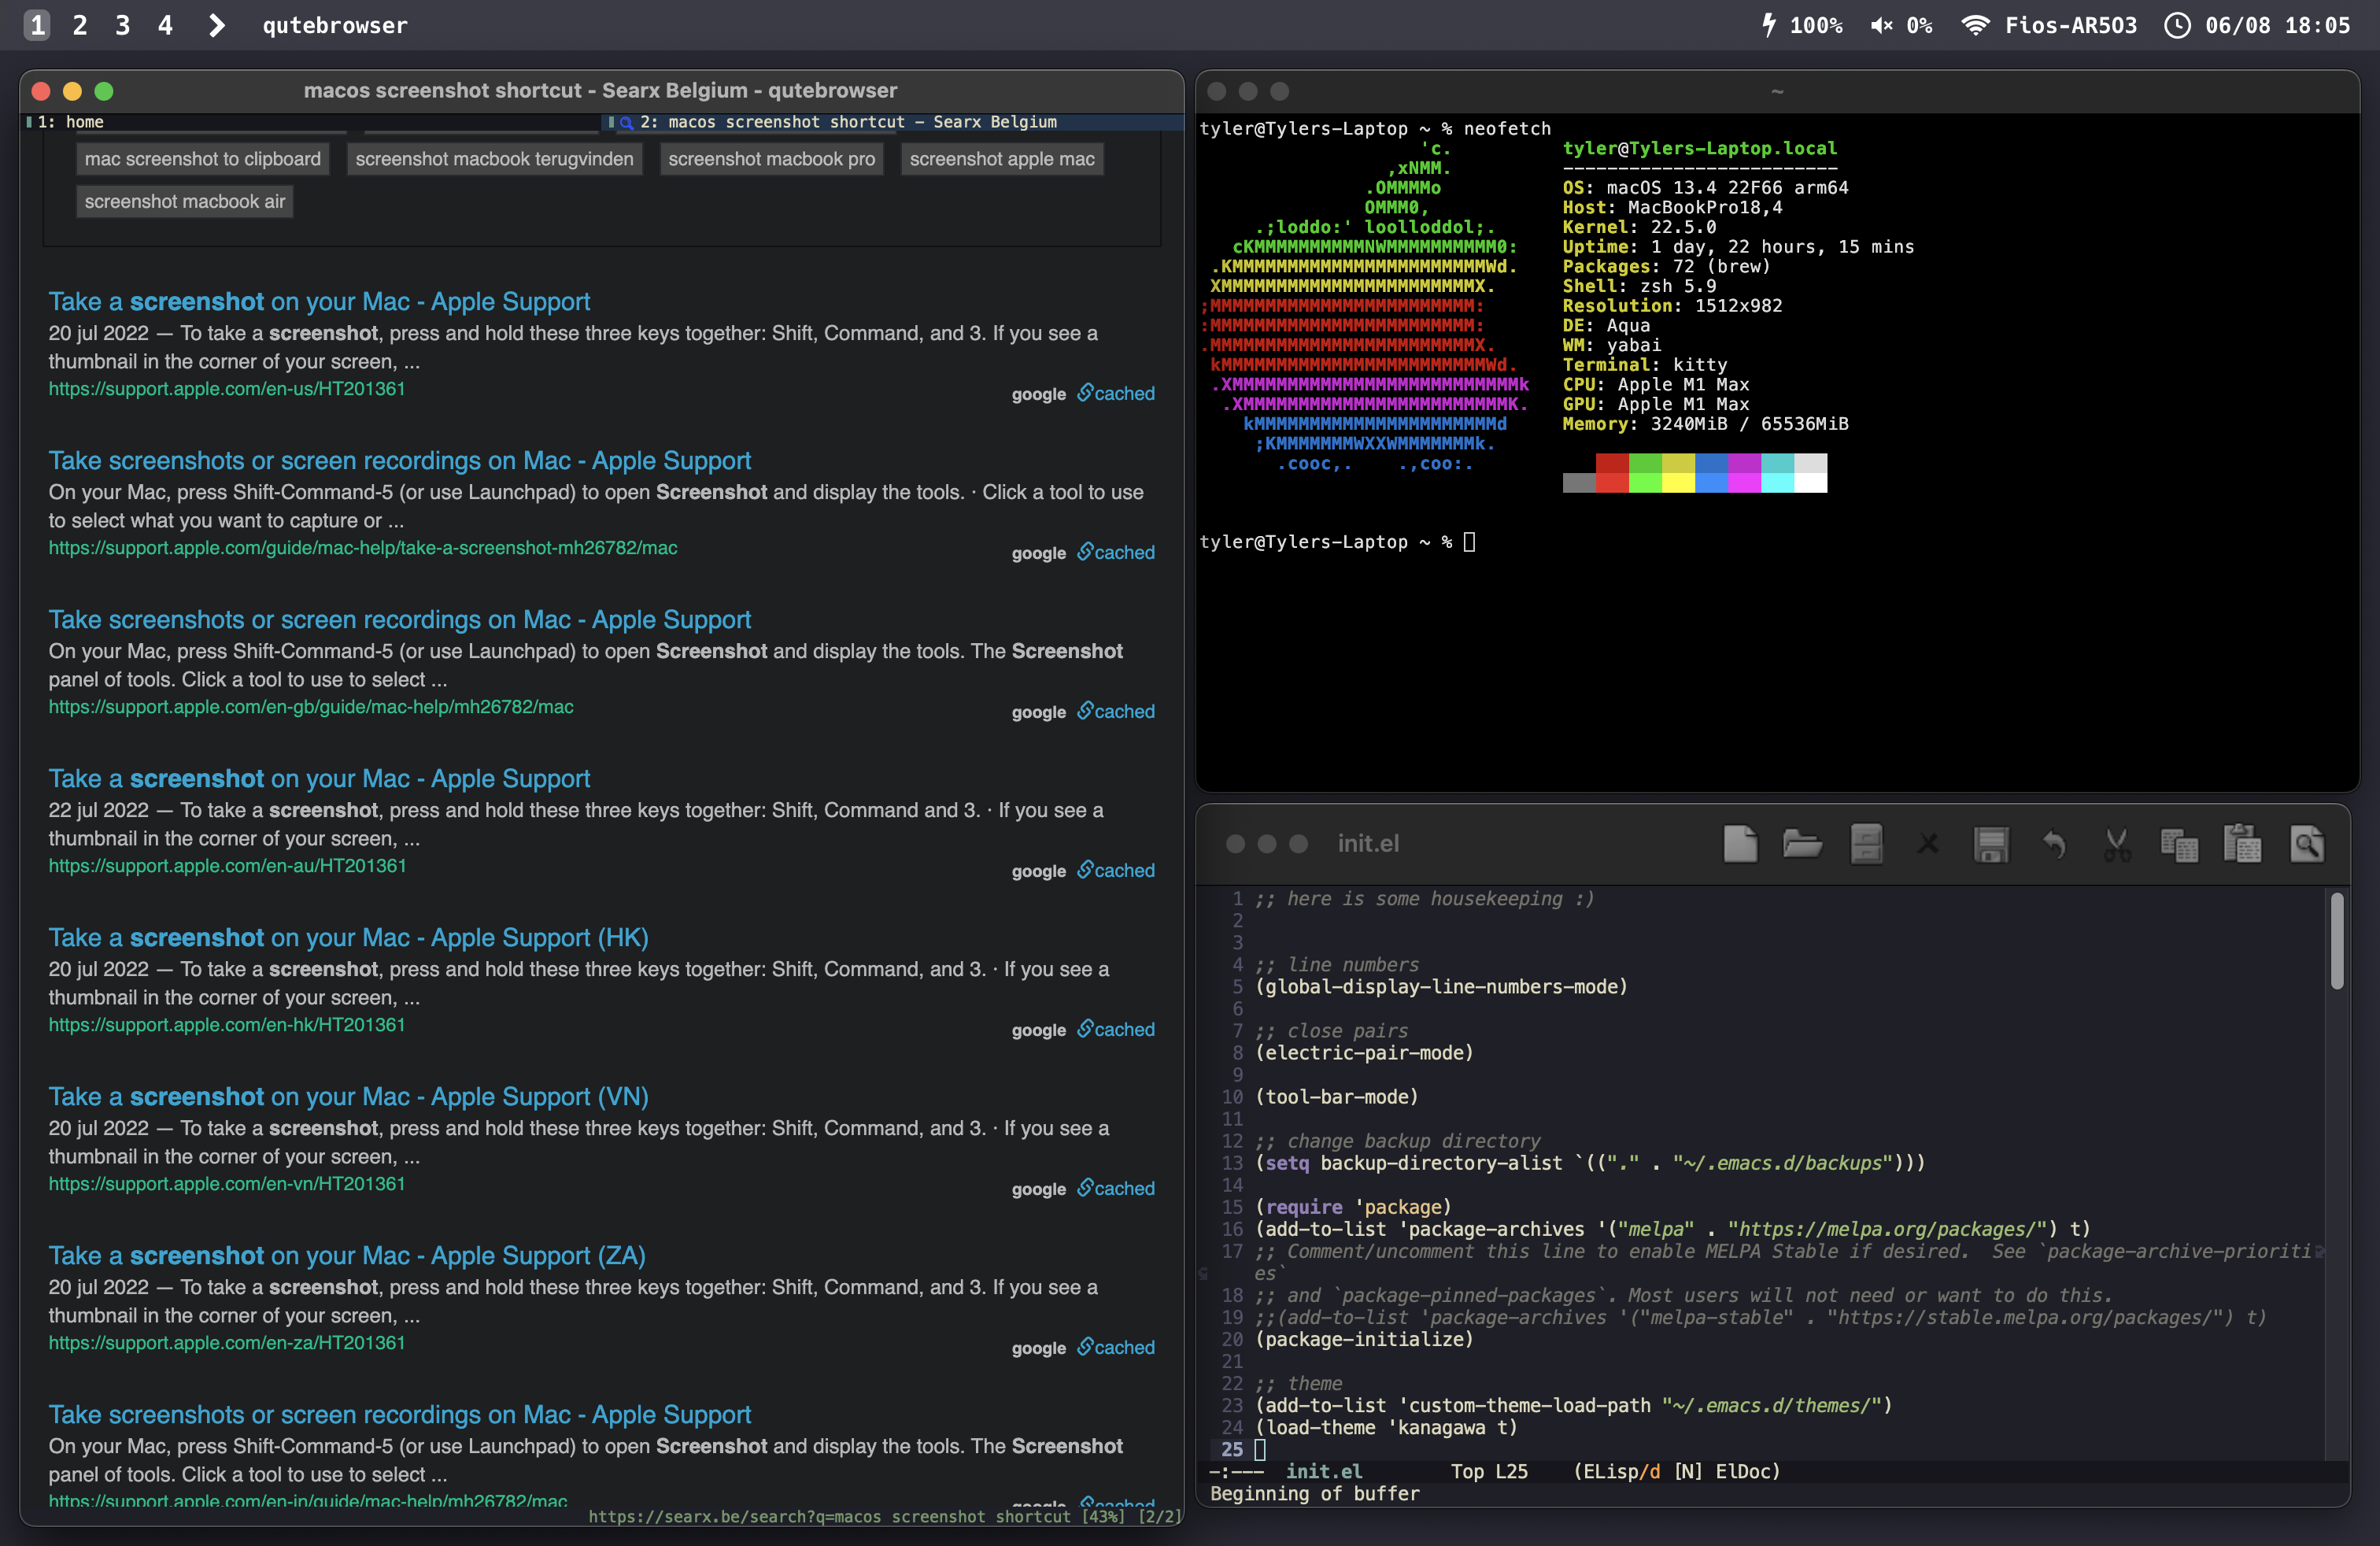 1 2 3 4 qutebrowser
100% 0% Fios-AR5O3 06/08 18:05
macos screenshot shortcut - Searx Belgium - qutebrowser
1: home
2: macos screenshot shortcut - Searx Belgium
mac screenshot to clipboard
screenshot macbook terugvinden
screenshot macbook pro
screenshot apple mac
screenshot macbook air
Take a screenshot on your Mac - Apple Support
20 jul 2022 — To take a screenshot, press and hold these three keys together: Shift, Command, and 3. If you see a
thumbnail in the corner of your screen, ...
https://support.apple.com/en-us/HT201361
google cached
Take screenshots or screen recordings on Mac - Apple Support
On your Mac, press Shift-Command-5 (or use Launchpad) to open Screenshot and display the tools. · Click a tool to use
to select what you want to capture or ...
https://support.apple.com/guide/mac-help/take-a-screenshot-mh26782/mac
google cached
Take screenshots or screen recordings on Mac - Apple Support
On your Mac, press Shift-Command-5 (or use Launchpad) to open Screenshot and display the tools. The Screenshot
panel of tools. Click a tool to use to select ...
https://support.apple.com/en-gb/guide/mac-help/mh26782/mac
google cached
Take a screenshot on your Mac - Apple Support
22 jul 2022 — To take a screenshot, press and hold these three keys together: Shift, Command and 3. · If you see a
thumbnail in the corner of your screen, ...
https://support.apple.com/en-au/HT201361
google cached
Take a screenshot on your Mac - Apple Support (HK)
20 jul 2022 — To take a screenshot, press and hold these three keys together: Shift, Command, and 3. · If you see a
thumbnail in the corner of your screen, ...
https://support.apple.com/en-hk/HT201361
google cached
Take a screenshot on your Mac - Apple Support (VN)
20 jul 2022 — To take a screenshot, press and hold these three keys together: Shift, Command, and 3. · If you see a
thumbnail in the corner of your screen, ...
https://support.apple.com/en-vn/HT201361
google cached
Take a screenshot on your Mac - Apple Support (ZA)
20 jul 2022 — To take a screenshot, press and hold these three keys together: Shift, Command, and 3. If you see a
thumbnail in the corner of your screen, ...
https://support.apple.com/en-za/HT201361
google cached
Take screenshots or screen recordings on Mac - Apple Support
On your Mac, press Shift-Command-5 (or use Launchpad) to open Screenshot and display the tools. The Screenshot
panel of tools. Click a tool to use to select ...
https://support.apple.com/en-in/guide/mac-help/mh26782/mac
google cached
https://searx.be/search?q=macos screenshot shortcut [43%] [2/2]
~
tyler@Tylers-Laptop ~ % neofetch
'c.
,xNMM.
.OMMMMo
OMMM0,
.;loddo:' loolloddol;.
cKMMMMMMMMMMNWMMMMMMMMMM0:
.KMMMMMMMMMMMMMMMMMMMMMMMWd.
XMMMMMMMMMMMMMMMMMMMMMMMX.
;MMMMMMMMMMMMMMMMMMMMMMMM:
:MMMMMMMMMMMMMMMMMMMMMMMM:
.MMMMMMMMMMMMMMMMMMMMMMMMX.
kMMMMMMMMMMMMMMMMMMMMMMMMWd.
.XMMMMMMMMMMMMMMMMMMMMMMMMMMk
.XMMMMMMMMMMMMMMMMMMMMMMMMK.
kMMMMMMMMMMMMMMMMMMMMMMd
;KMMMMMMMWXXWMMMMMMMk.
.cooc,. .,coo:.
tyler@Tylers-Laptop.local
-------------------------
OS: macOS 13.4 22F66 arm64
Host: MacBookPro18,4
Kernel: 22.5.0
Uptime: 1 day, 22 hours, 15 mins
Packages: 72 (brew)
Shell: zsh 5.9
Resolution: 1512x982
DE: Aqua
WM: yabai
Terminal: kitty
CPU: Apple M1 Max
GPU: Apple M1 Max
Memory: 3240MiB / 65536MiB
tyler@Tylers-Laptop ~ %
init.el
1 ;; here is some housekeeping :)
2
3
4 ;; line numbers
5 (global-display-line-numbers-mode)
6
7 ;; close pairs
8 (electric-pair-mode)
9
10 (tool-bar-mode)
11
12 ;; change backup directory
13 (setq backup-directory-alist `(("." . "~/.emacs.d/backups")))
14
15 (require 'package)
16 (add-to-list 'package-archives '("melpa" . "https://melpa.org/packages/") t)
17 ;; Comment/uncomment this line to enable MELPA Stable if desired.  See `package-archive-prioriti
es`
18 ;; and `package-pinned-packages`. Most users will not need or want to do this.
19 ;;(add-to-list 'package-archives '("melpa-stable" . "https://stable.melpa.org/packages/") t)
20 (package-initialize)
21
22 ;; theme
23 (add-to-list 'custom-theme-load-path "~/.emacs.d/themes/")
24 (load-theme 'kanagawa t)
25
-:--- init.el Top L25 (ELisp/d [N] ElDoc)
Beginning of buffer